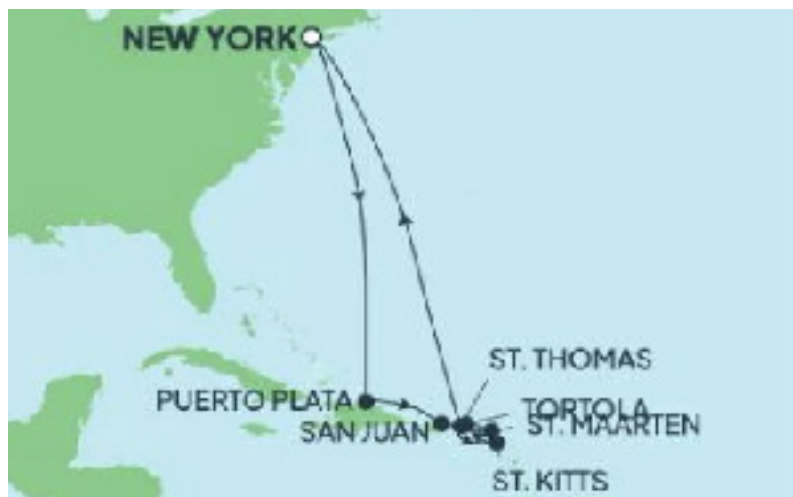 NEW YORK
ST. THOMAS
PUERTO PLATA
TORTOLA
SAN JUAN
ST. MAARTEN
ST. KITTS